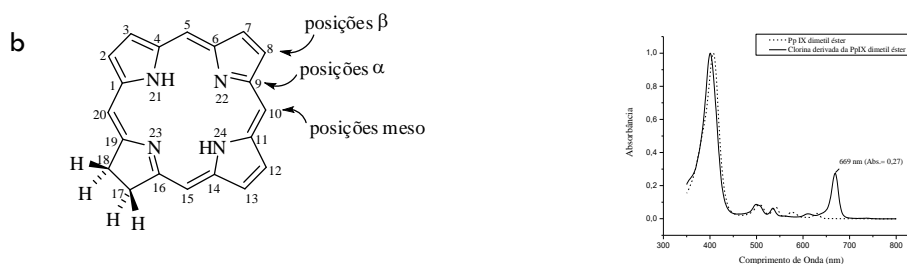 b
posições β
posições α
posições meso
1
2
3
4
5
6
7
8
9
10
11
12
13
14
15
16
17
18
19
20
NH
21
N
22
N
23
24
HN
H
H
H
H
Pp IX dimetil éster
Clorina derivada da PpIX dimetil éster
669 nm (Abs.= 0,27)
Absorbância
1,0
0,8
0,6
0,4
0,2
0,0
300
400
500
600
700
800
Comprimento de Onda (nm)